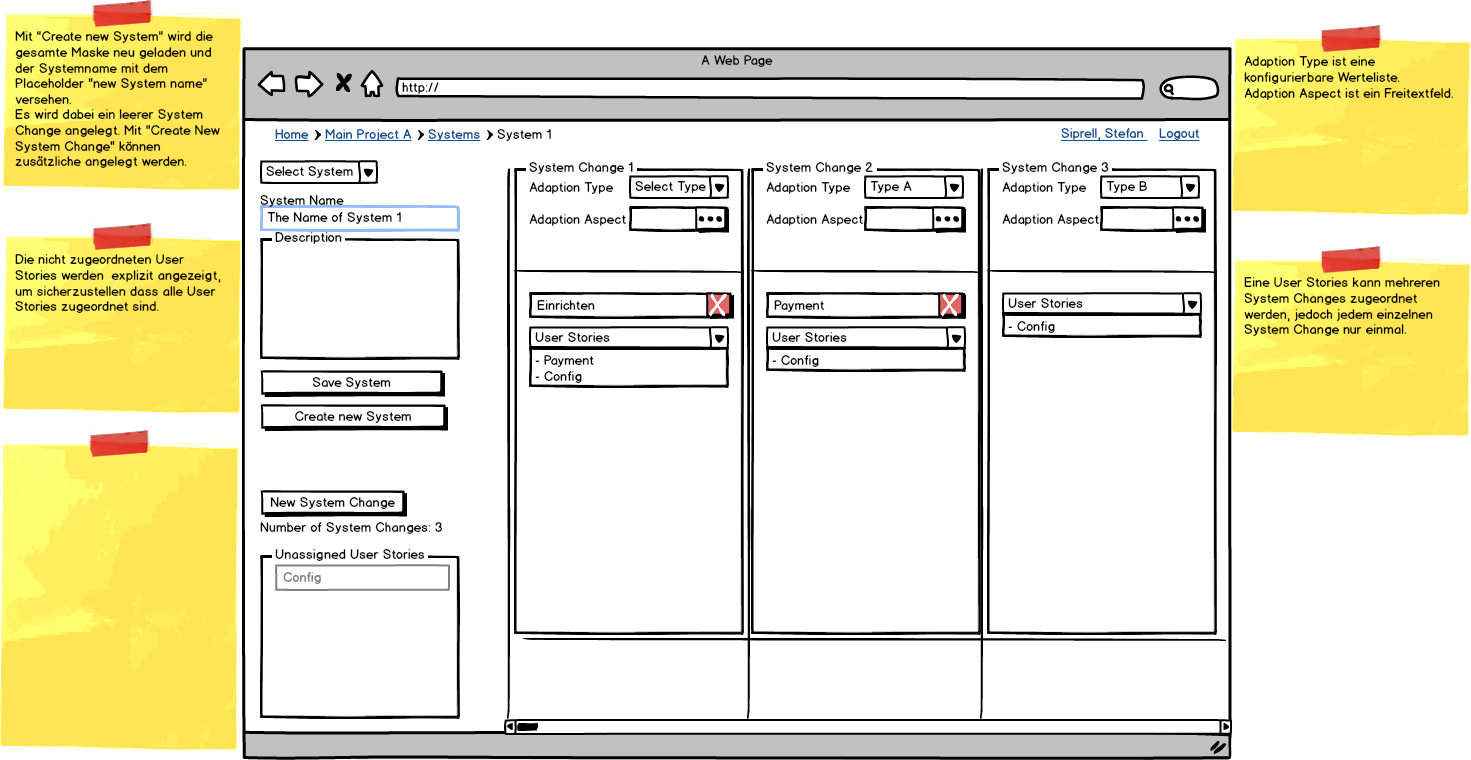 Mit "Create new System" wird die
gesamte Maske neu geladen und
der Systemname mit dem
Placeholder "new System name"
versehen.
Es wird dabei ein leerer System
Change angelegt. Mit "Create New
System Change" können
zusätzliche angelegt werden.
Die nicht zugeordneten User
Stories werden explizit angezeigt,
um sicherzustellen dass alle User
Stories zugeordnet sind.
A Web Page
http://
Home Main Project A Systems System 1
Siprell, Stefan Logout
Select System
System Name
The Name of System 1
Description
Save System
Create new System
New System Change
Number of System Changes: 3
Unassigned User Stories
Config
System Change 1
Adaption Type Select Type
Adaption Aspect
Einrichten
User Stories
- Payment
- Config
System Change 2
Adaption Type Type A
Adaption Aspect
Payment
User Stories
- Config
System Change 3
Adaption Type Type B
Adaption Aspect
User Stories
- Config
Adaption Type ist eine
konfigurierbare Werteliste.
Adaption Aspect ist ein Freitextfeld.
Eine User Stories kann mehreren
System Changes zugeordnet
werden, jedoch jedem einzelnen
System Change nur einmal.